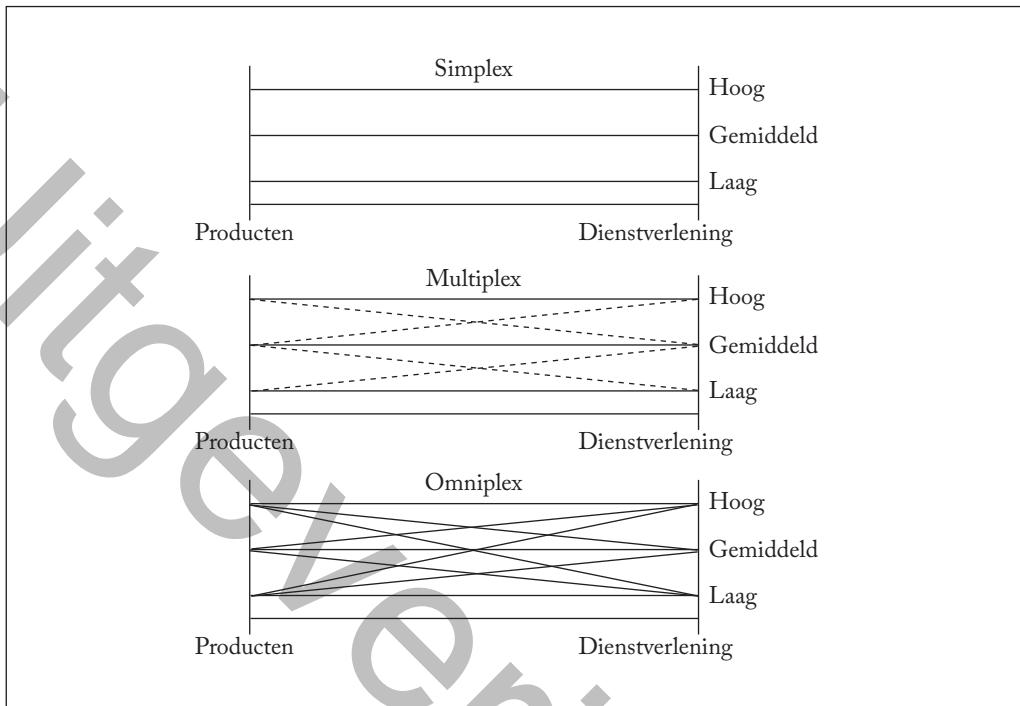 Simplex
Hoog
Gemiddeld
Laag
Producten Dienstverlening
Multiplex
Hoog
Gemiddeld
Laag
Producten Dienstverlening
Omniplex
Hoog
Gemiddeld
Laag
Producten Dienstverlening